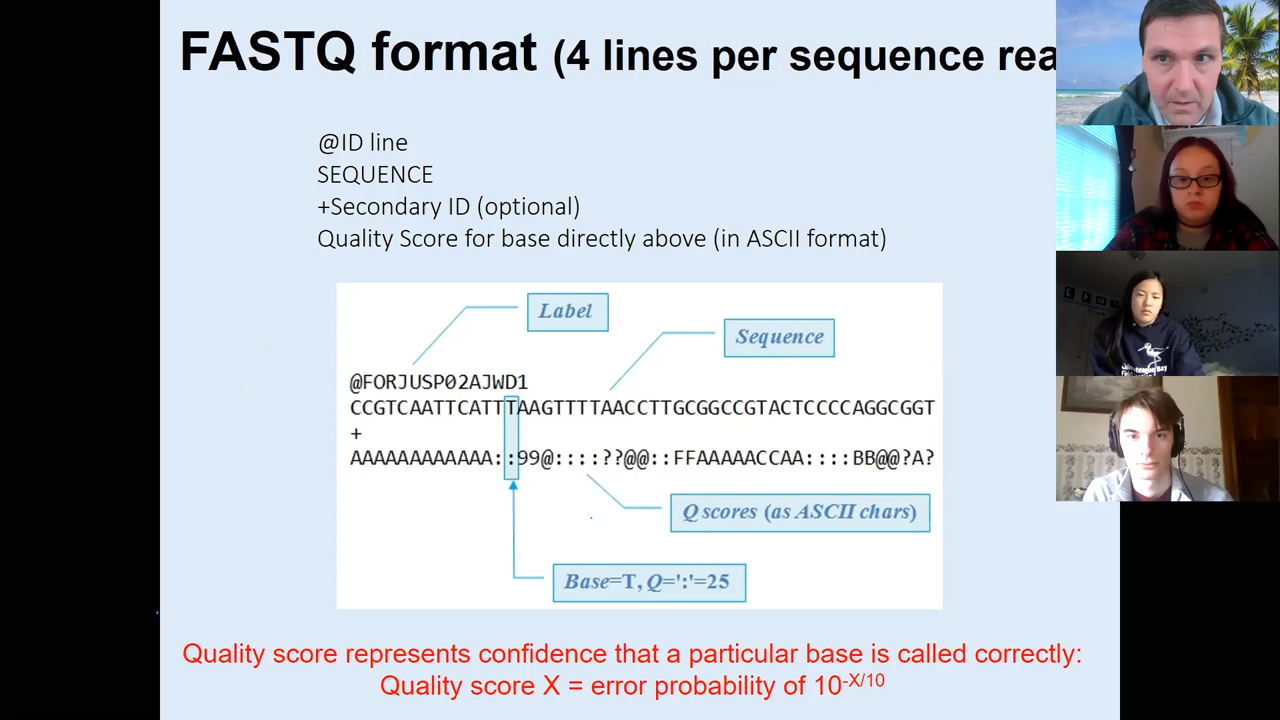 FASTQ format (4 lines per sequence rea
@ID line
SEQUENCE
+Secondary ID (optional)
Quality Score for base directly above (in ASCII format)
Label
Sequence
@FORJUSP02AJWD1
CCGTCAATTCATTTAAGTTTTAACCTTGCGGCCGTACTCCCCAGGCGGT
+
AAAAAAAAAAAA::99@::::??@@::FFAAAAACCAA::::BB@@?A?
Q scores (as ASCII chars)
Base=T, Q=':'=25
Quality score represents confidence that a particular base is called correctly:
Quality score X = error probability of 10-X/10